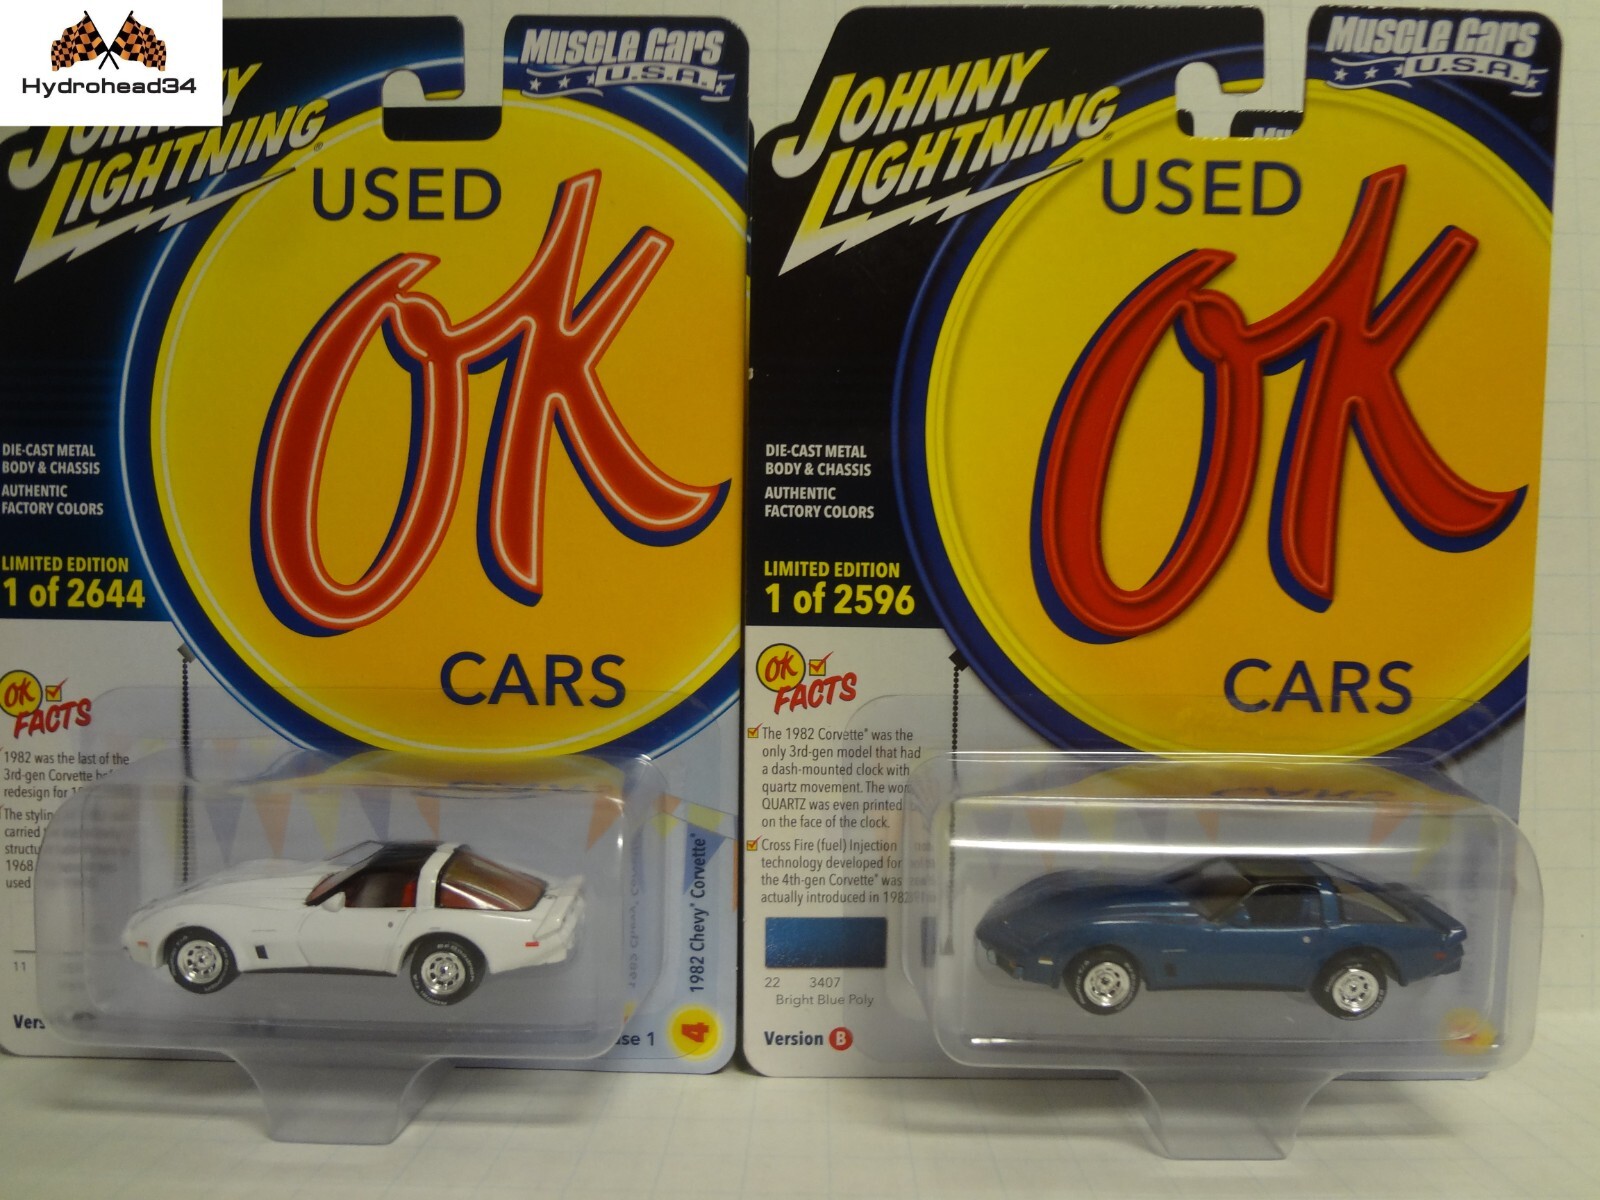 Hydrohead34
MUSCLE CARS
U.S.A.
JOHNNY
LIGHTNING
USED
OK
CARS
DIE-CAST METAL
BODY & CHASSIS
AUTHENTIC
FACTORY COLORS
LIMITED EDITION
1 of 2644
OK
FACTS
1982 was the last of the
3rd-gen Corvette
redesign for
The
carried
1968
used
11
1982 Chevy® Corvette®
1
4
MUSCLE CARS
U.S.A.
JOHNNY
LIGHTNING®
USED
OK
CARS
DIE-CAST METAL
BODY & CHASSIS
AUTHENTIC
FACTORY COLORS
LIMITED EDITION
1 of 2596
OK
FACTS
The 1982 Corvette® was the
only 3rd-gen model that had
a dash-mounted clock with
quartz movement. The
QUARTZ was even printed
on the face of the clock.
Cross Fire (fuel) Injection
technology developed for
the 4th-gen Corvette® was
actually introduced in 1982!
22 3407
Bright Blue Poly
Version B